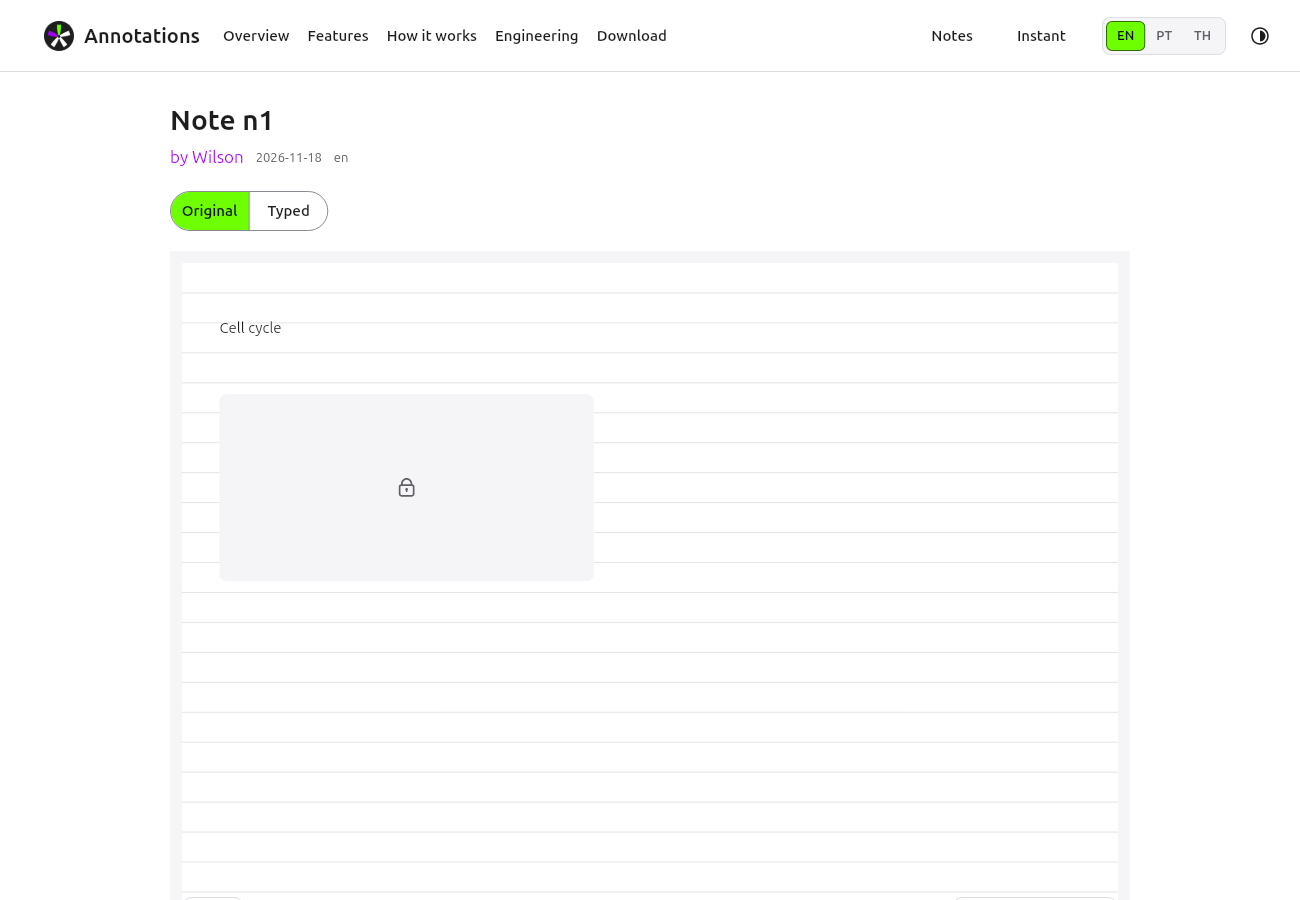 Annotations Overview Features How it works Engineering Download Notes Instant EN PT TH
Note n1
by Wilson 2026-11-18 en
Original Typed
Cell cycle